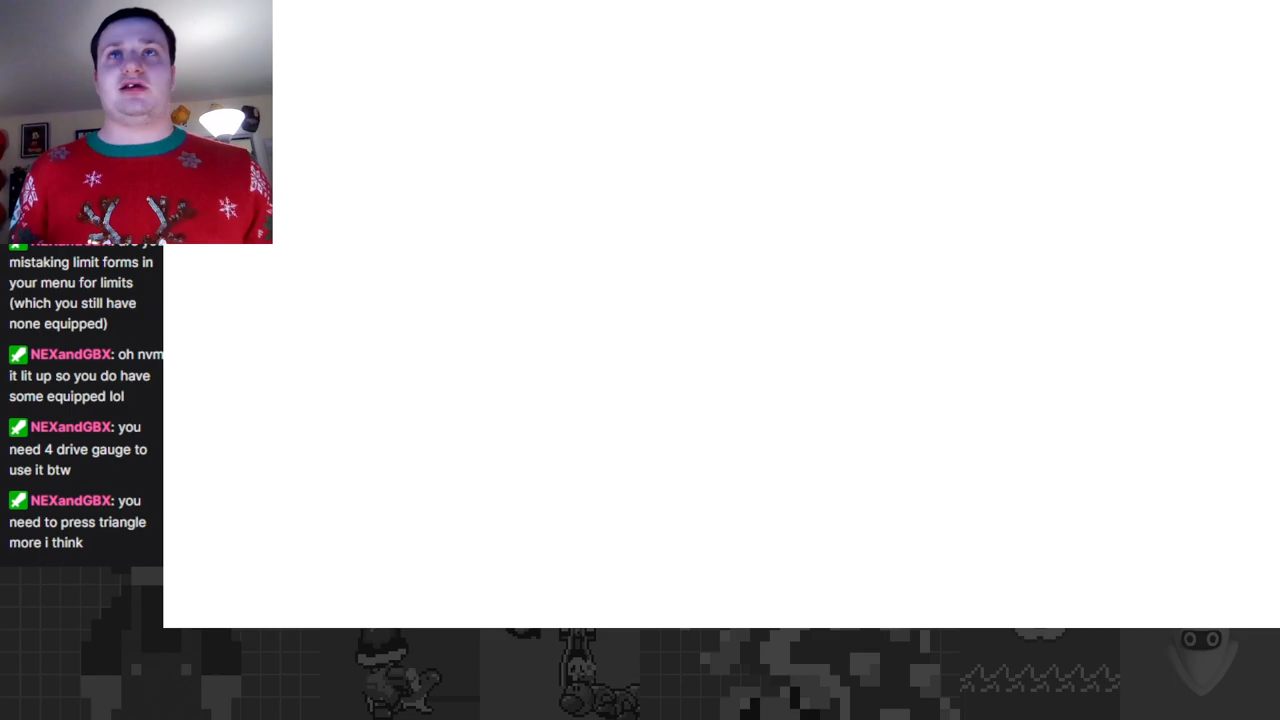 mistaking limit forms in
your menu for limits
(which you still have
none equipped)
NEXandGBX: oh nvm
it lit up so you do have
some equipped lol
NEXandGBX: you
need 4 drive gauge to
use it btw
NEXandGBX: you
need to press triangle
more i think